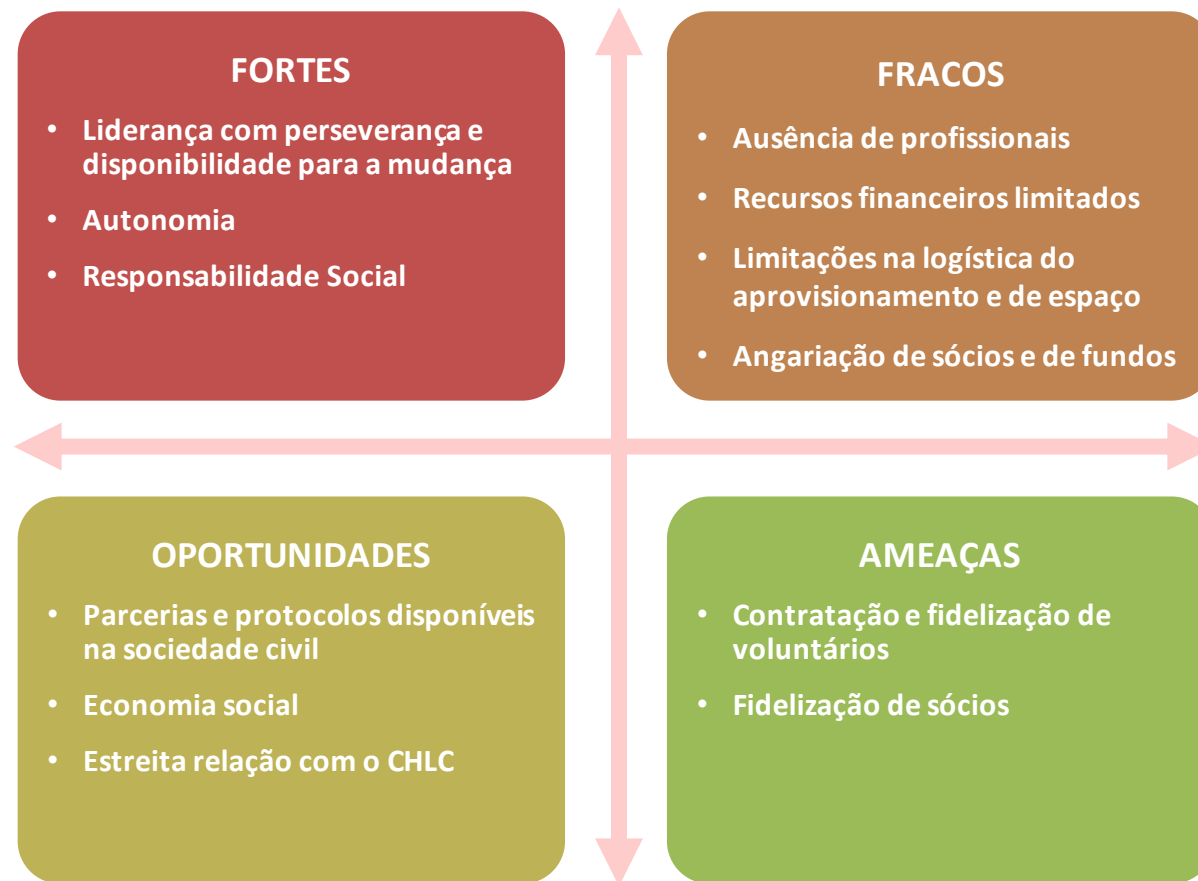 FORTES
• Liderança com perseverança e
disponibilidade para a mudança
• Autonomia
• Responsabilidade Social
FRACOS
• Ausência de profissionais
• Recursos financeiros limitados
• Limitações na logística do
aprovisionamento e de espaço
• Angariação de sócios e de fundos
OPORTUNIDADES
• Parcerias e protocolos disponíveis
na sociedade civil
• Economia social
• Estreita relação com o CHLC
AMEAÇAS
• Contratação e fidelização de
voluntários
• Fidelização de sócios